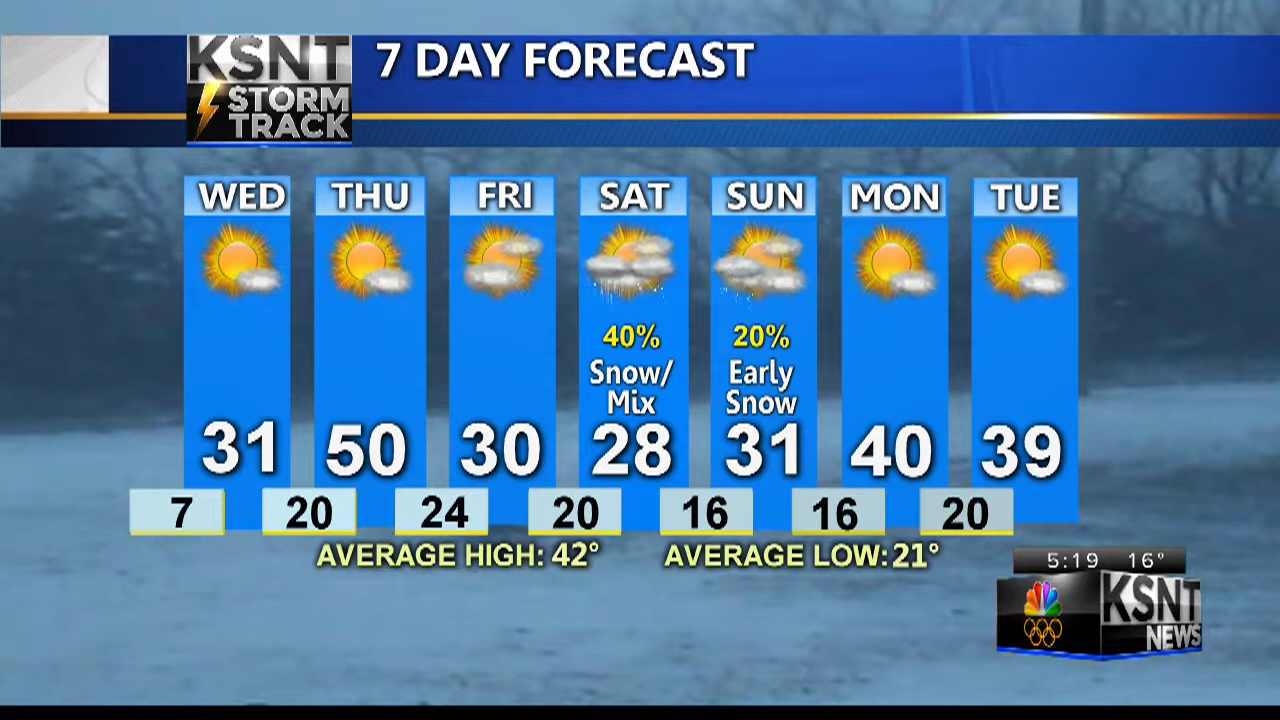 KSNT
STORM
TRACK
7 DAY FORECAST
WED THU FRI SAT SUN MON TUE
40% 20%
Snow/
Mix
Early
Snow
31 50 30 28 31 40 39
7 20 24 20 16 16 20
AVERAGE HIGH: 42° AVERAGE LOW: 21°
5:19 16°
KSNT
NEWS